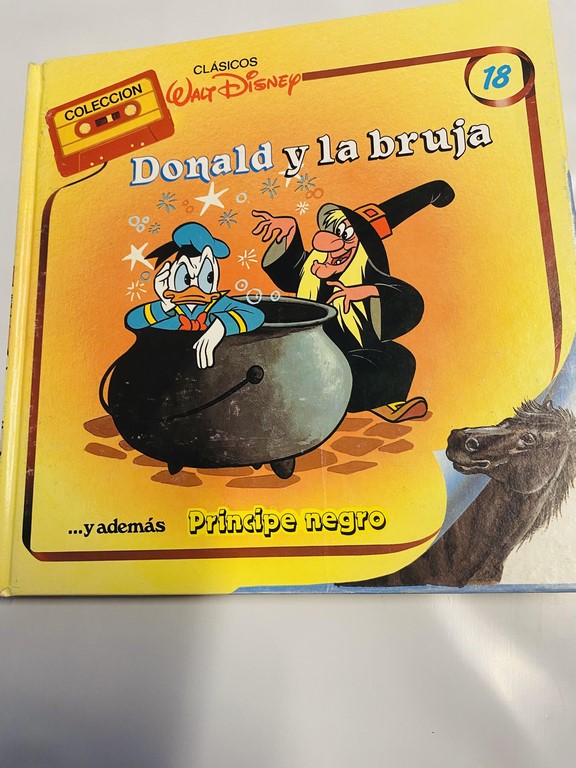 COLECCION
CLÁSICOS
WALT DISNEY
18
Donald y la bruja
...y además Príncipe negro